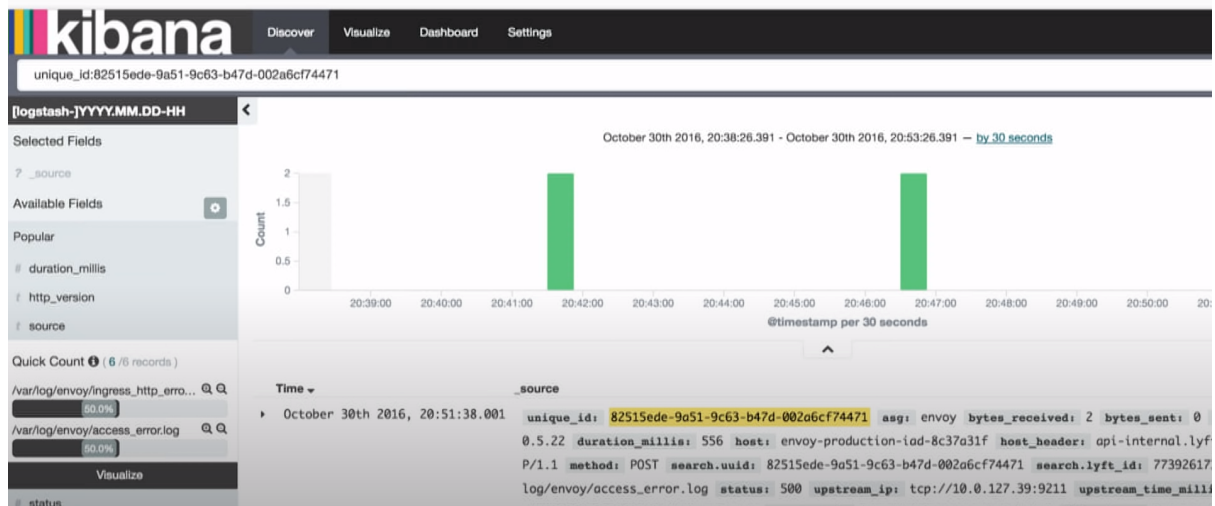 kibana
Discover Visualize Dashboard Settings
unique_id:82515ede-9a51-9c63-b47d-002a6cf74471
[logstash-]YYYY.MM.DD-HH
Selected Fields
? _source
Available Fields
Popular
# duration_millis
t http_version
t source
Quick Count ( 6 /6 records )
/var/log/envoy/ingress_http_erro...
50.0%
/var/log/envoy/access_error.log
50.0%
Visualize
# status
October 30th 2016, 20:38:26.391 - October 30th 2016, 20:53:26.391 — by 30 seconds
Count
2
1.5
1
0.5
0
20:39:00 20:40:00 20:41:00 20:42:00 20:43:00 20:44:00 20:45:00 20:46:00 20:47:00 20:48:00 20:49:00 20:50:00 20:
@timestamp per 30 seconds
Time _source
October 30th 2016, 20:51:38.001 unique_id: 82515ede-9a51-9c63-b47d-002a6cf74471 asg: envoy bytes_received: 2 bytes_sent: 0
0.5.22 duration_millis: 556 host: envoy-production-iad-8c37a31f host_header: api-internal.lyf
P/1.1 method: POST search.uuid: 82515ede-9a51-9c63-b47d-002a6cf74471 search.lyft_id: 77392617
log/envoy/access_error.log status: 500 upstream_ip: tcp://10.0.127.39:9211 upstream_time_milli